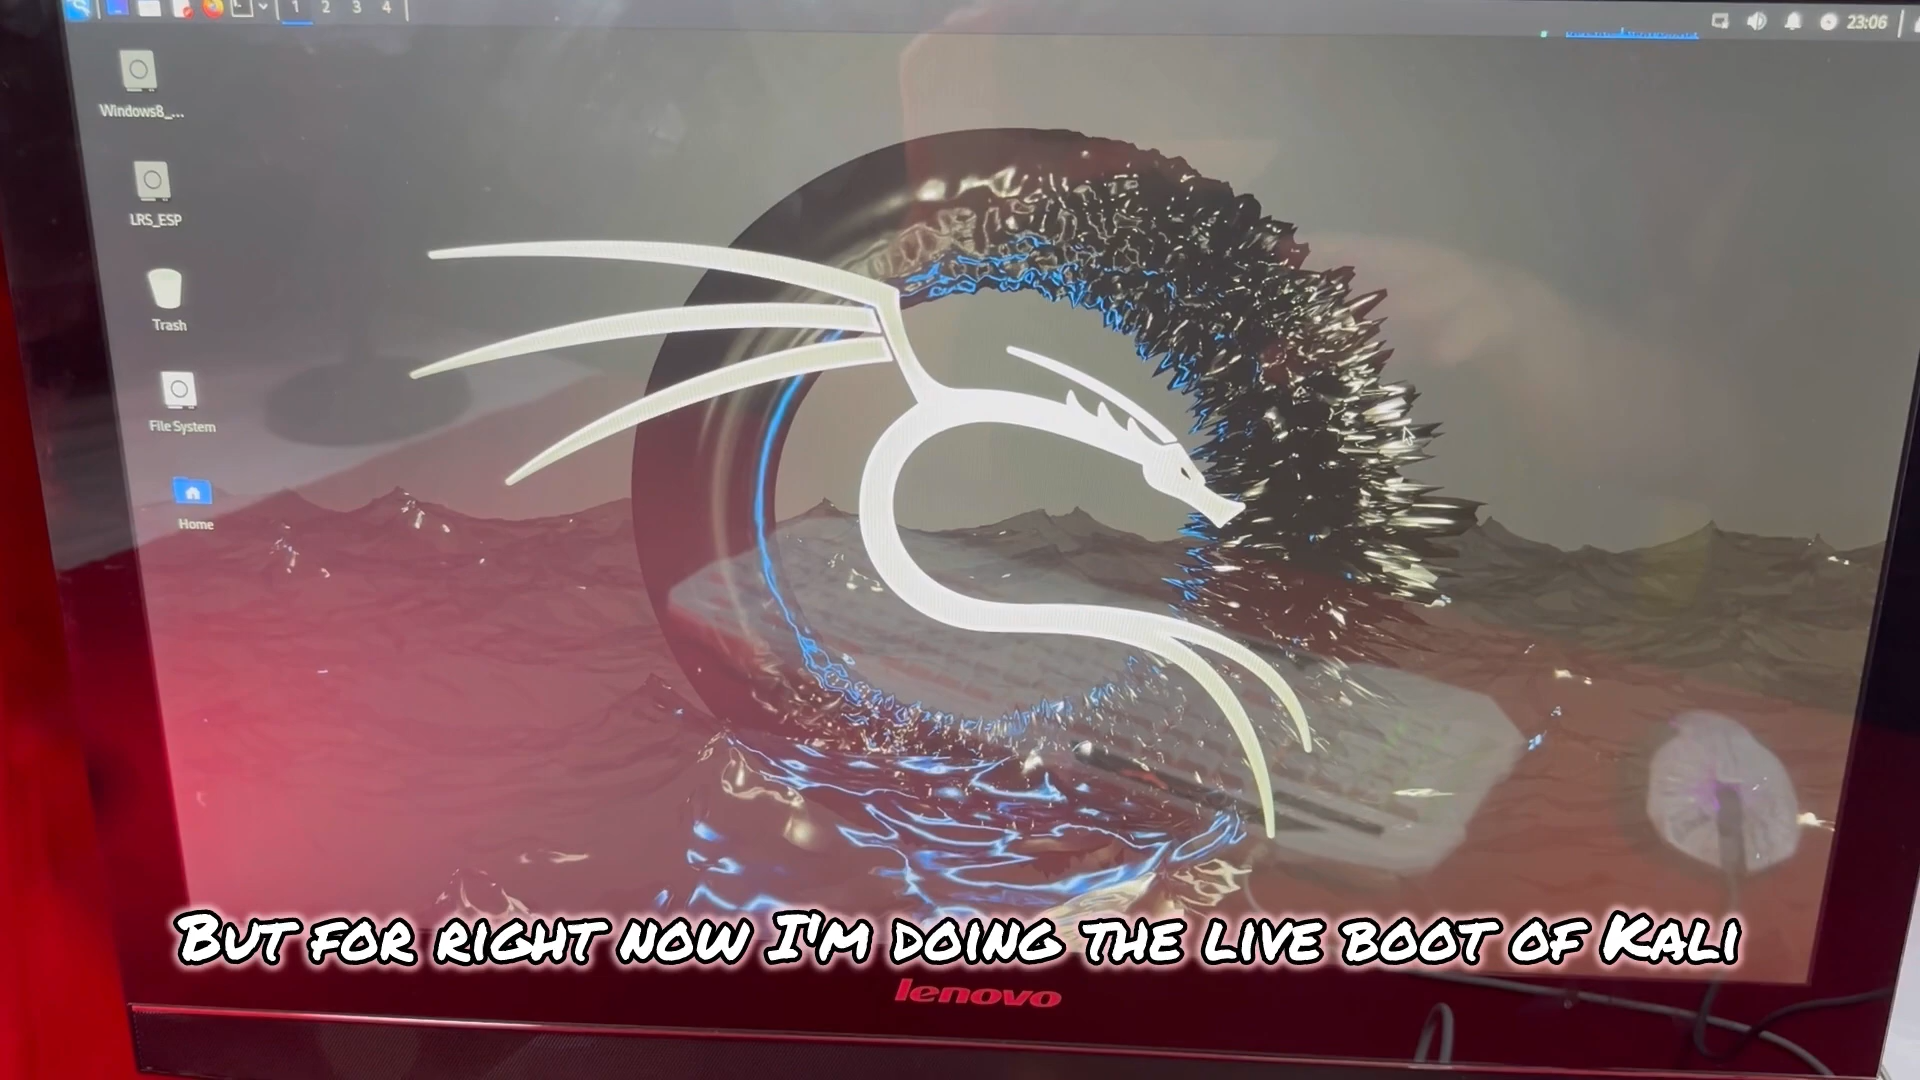 1 2 3 4
23:06
Windows8_...
LRS_ESP
Trash
File System
Home
But for right now I'm doing the live boot of Kali
lenovo